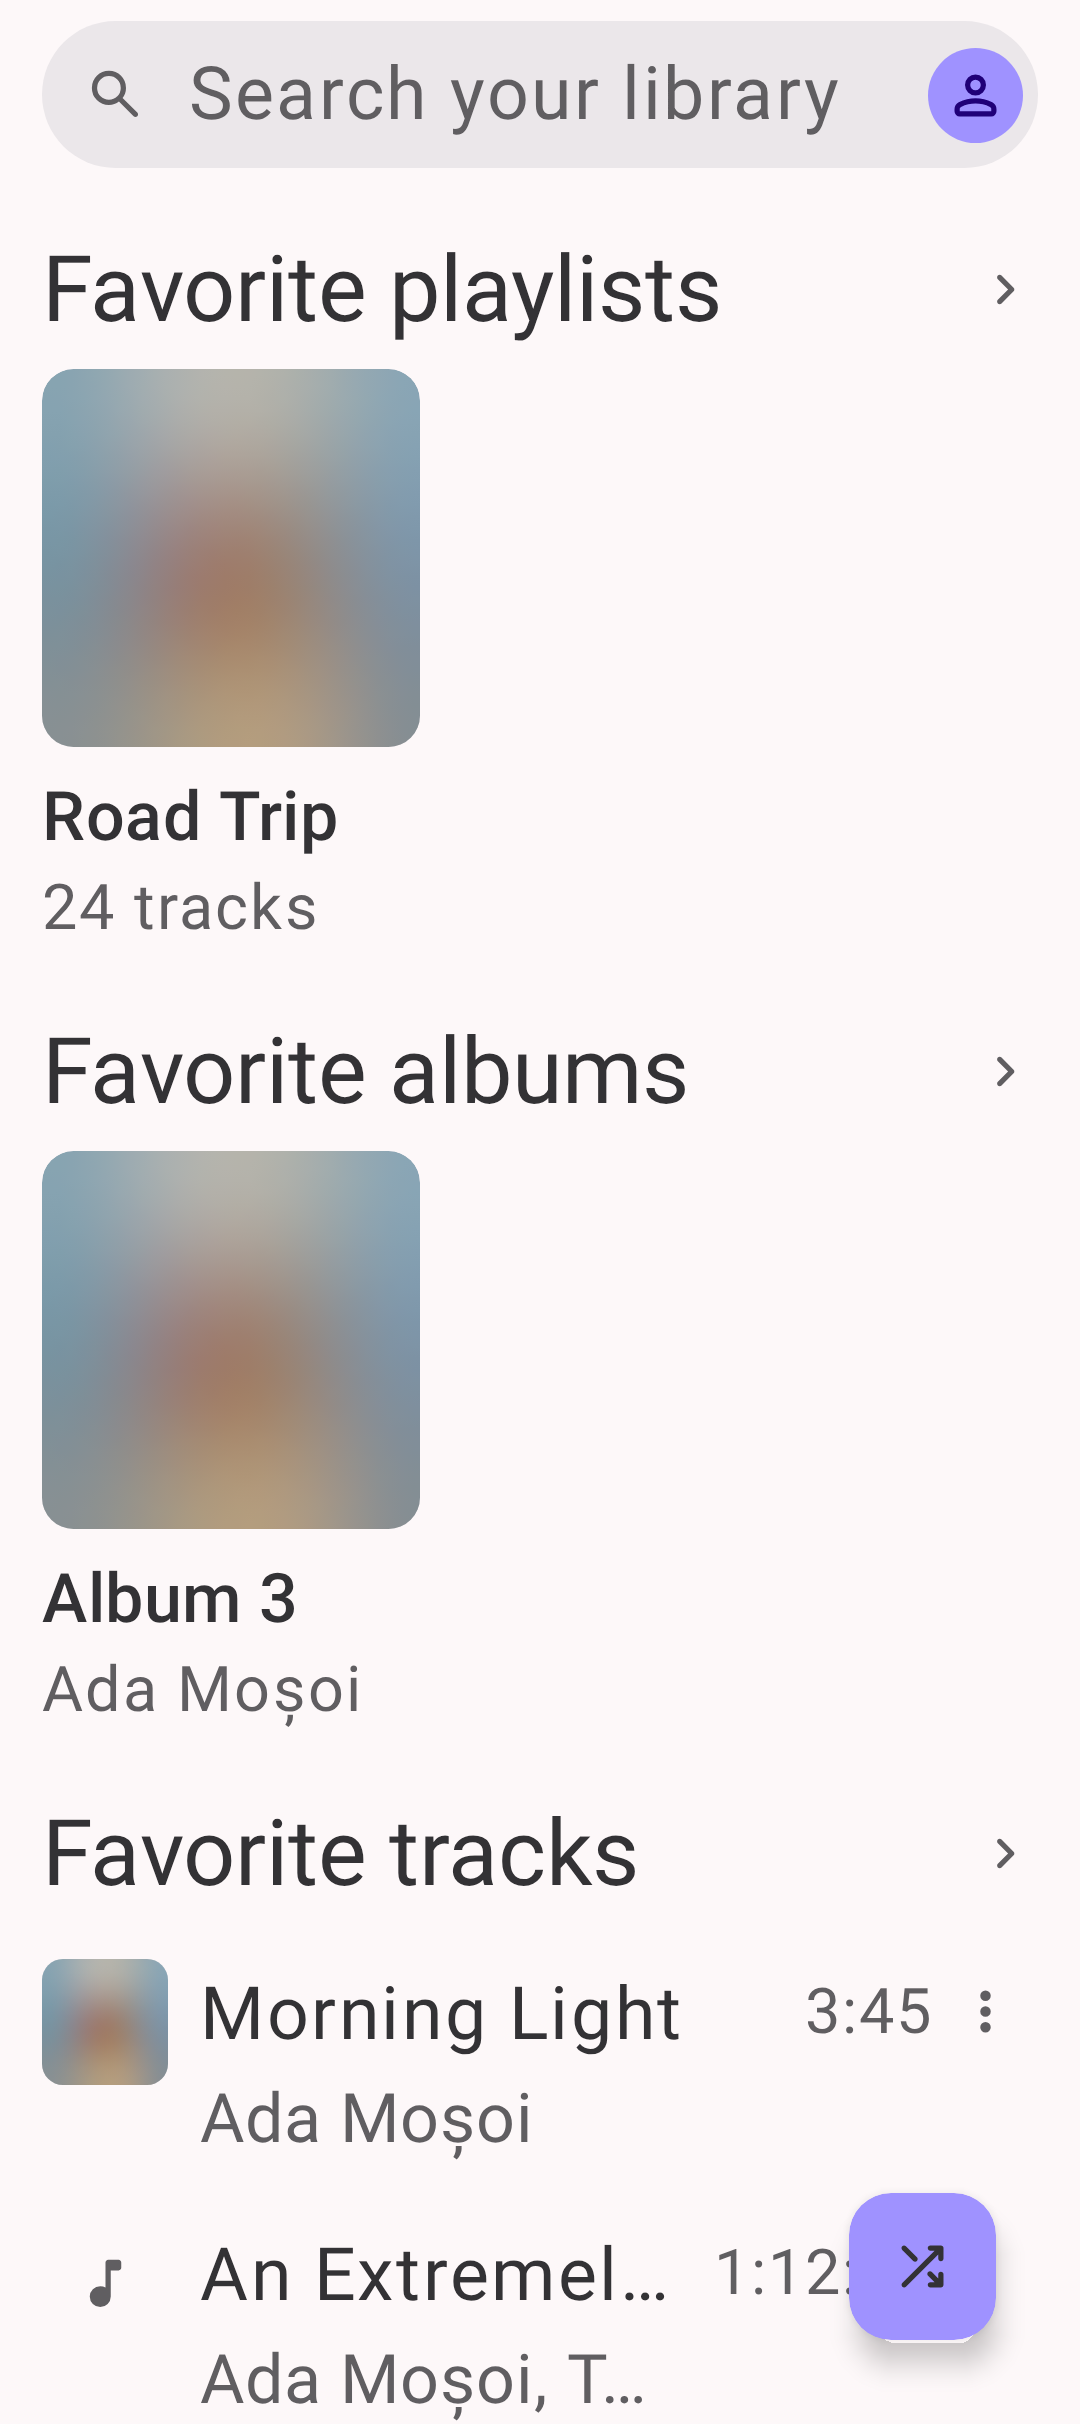 Search your library
Favorite playlists
Road Trip
24 tracks
Favorite albums
Album 3
Ada Moșoi
Favorite tracks
Morning Light
3:45
Ada Moșoi
An Extremel…
1:12:
Ada Moșoi, T…